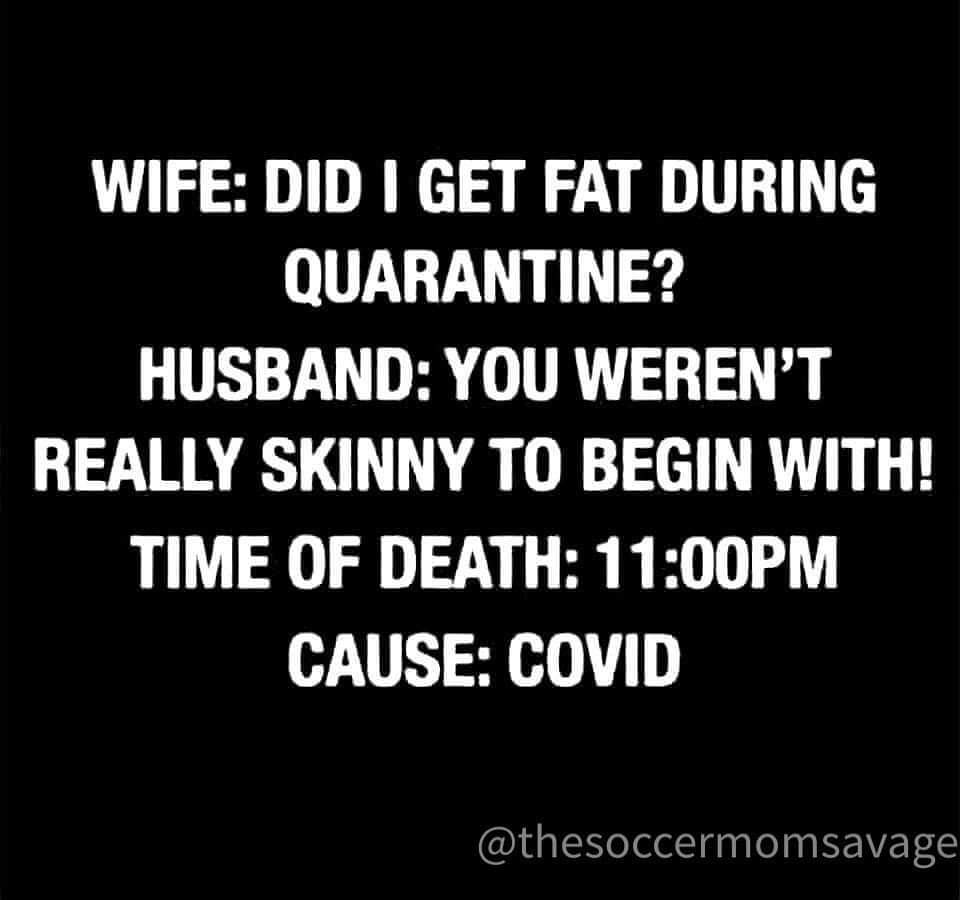 WIFE: DID I GET FAT DURING
QUARANTINE?
HUSBAND: YOU WEREN'T
REALLY SKINNY TO BEGIN WITH!
TIME OF DEATH: 11:00PM
CAUSE: COVID
@thesoccermomsavage